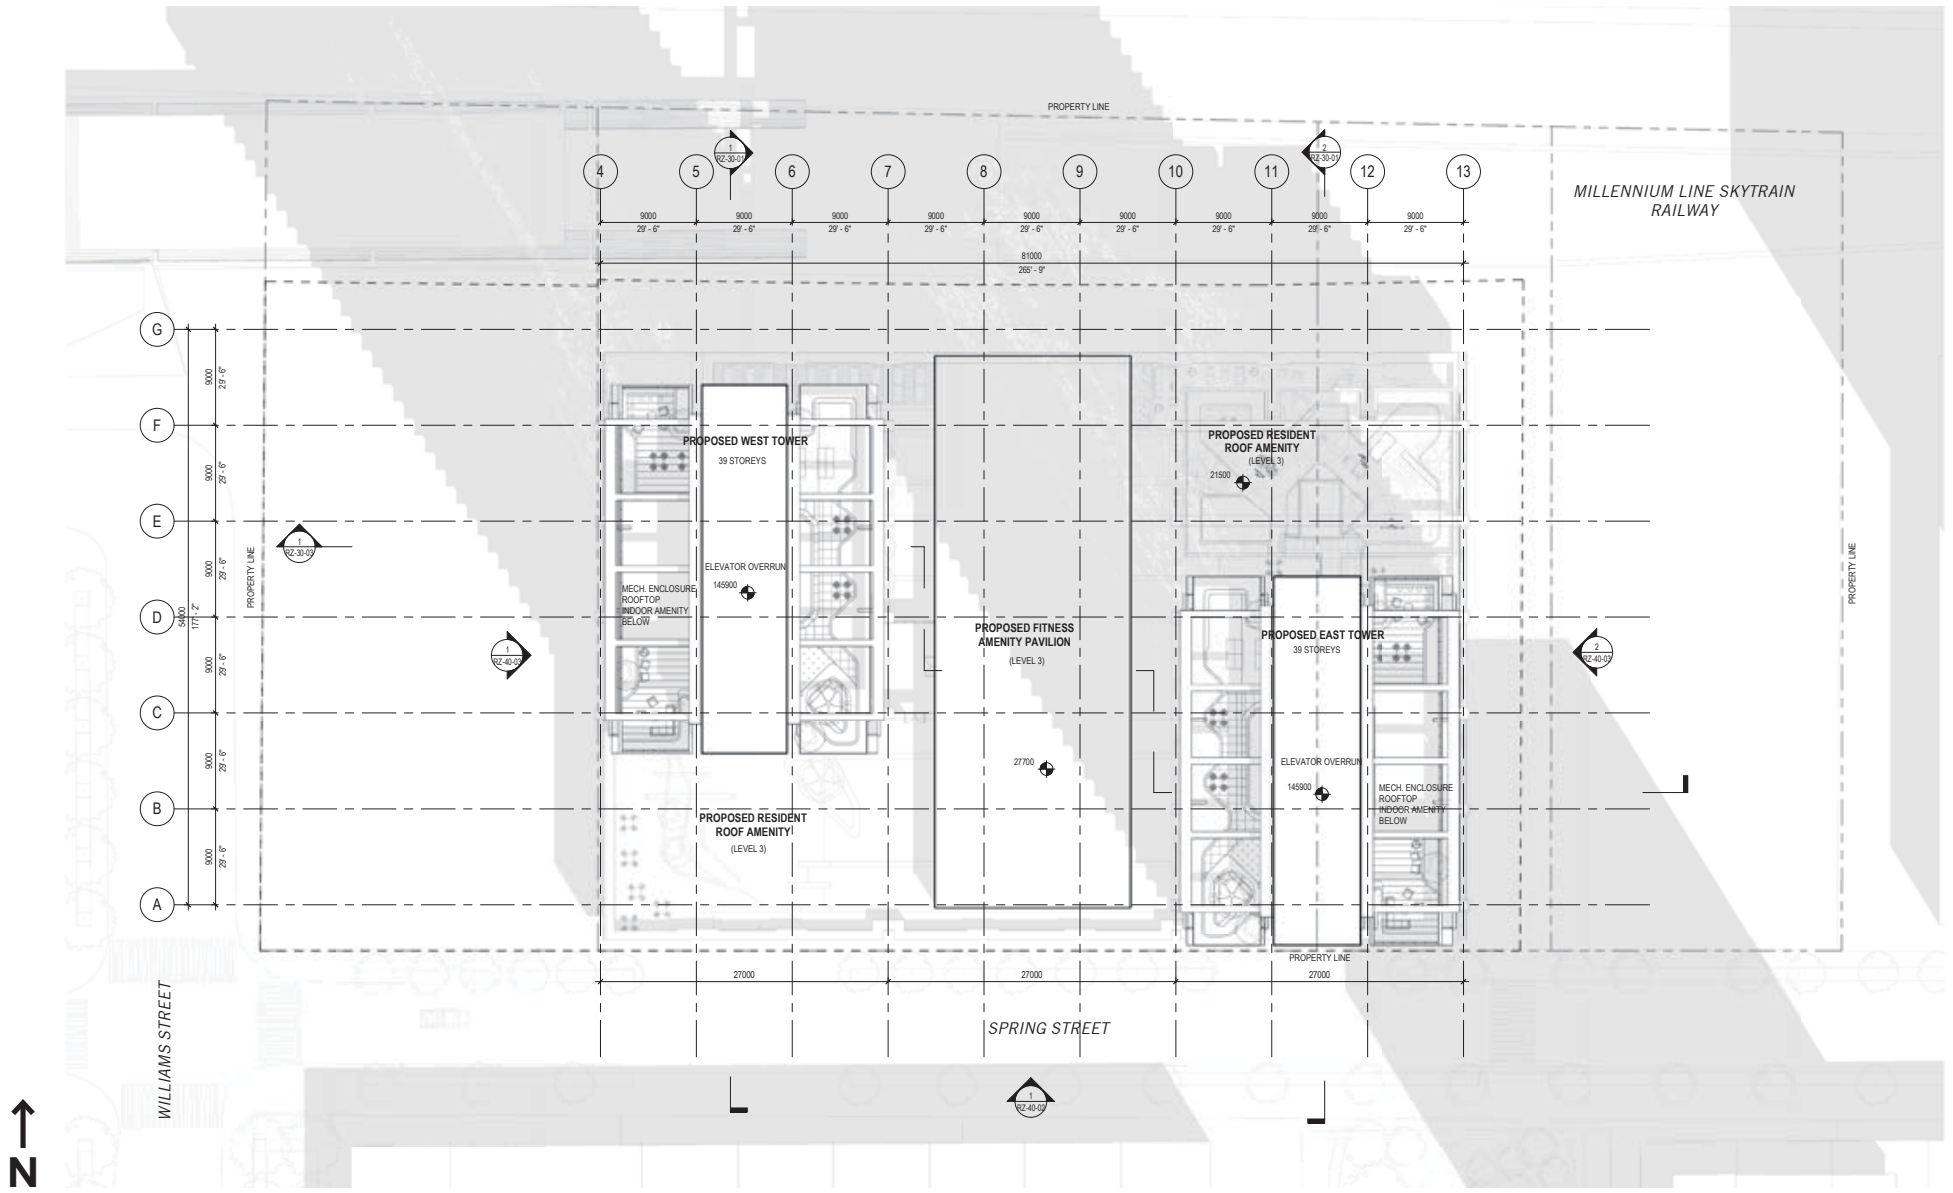 PROPERTY LINE
1
RZ-30-01
2
RZ-30-01
4
5
6
7
8
9
10
11
12
13
MILLENNIUM LINE SKYTRAIN
RAILWAY
9000
9000
9000
9000
9000
9000
9000
9000
9000
29' - 6"
29' - 6"
29' - 6"
29' - 6"
29' - 6"
29' - 6"
29' - 6"
29' - 6"
29' - 6"
81000
265' - 9"
G
F
E
D
C
B
A
9000
29' - 6"
9000
29' - 6"
9000
29' - 6"
9000
29' - 6"
9000
29' - 6"
9000
29' - 6"
54000
177' - 2"
PROPERTY LINE
1
RZ-30-03
1
RZ-40-03
PROPOSED WEST TOWER
39 STOREYS
ELEVATOR OVERRUN
145900
MECH. ENCLOSURE
ROOFTOP
INDOOR AMENITY
BELOW
PROPOSED RESIDENT
ROOF AMENITY
(LEVEL 3)
21500
PROPOSED FITNESS
AMENITY PAVILION
(LEVEL 3)
27700
PROPOSED EAST TOWER
39 STOREYS
ELEVATOR OVERRUN
145900
MECH. ENCLOSURE
ROOFTOP
INDOOR AMENITY
BELOW
PROPOSED RESIDENT
ROOF AMENITY
(LEVEL 3)
2
RZ-40-03
PROPERTY LINE
PROPERTY LINE
27000
27000
27000
SPRING STREET
WILLIAMS STREET
1
RZ-40-02
N